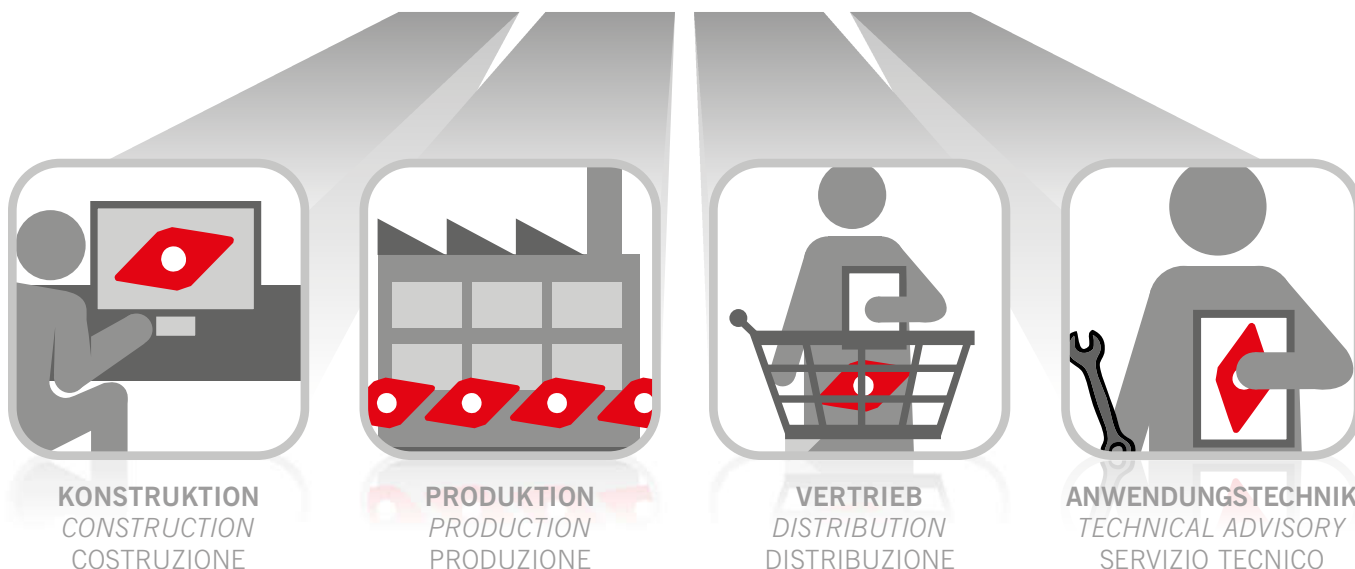 KONSTRUKTION
CONSTRUCTION
COSTRUZIONE
PRODUKTION
PRODUCTION
PRODUZIONE
VERTRIEB
DISTRIBUTION
DISTRIBUZIONE
ANWENDUNGSTECHNIK
TECHNICAL ADVISORY
SERVIZIO TECNICO